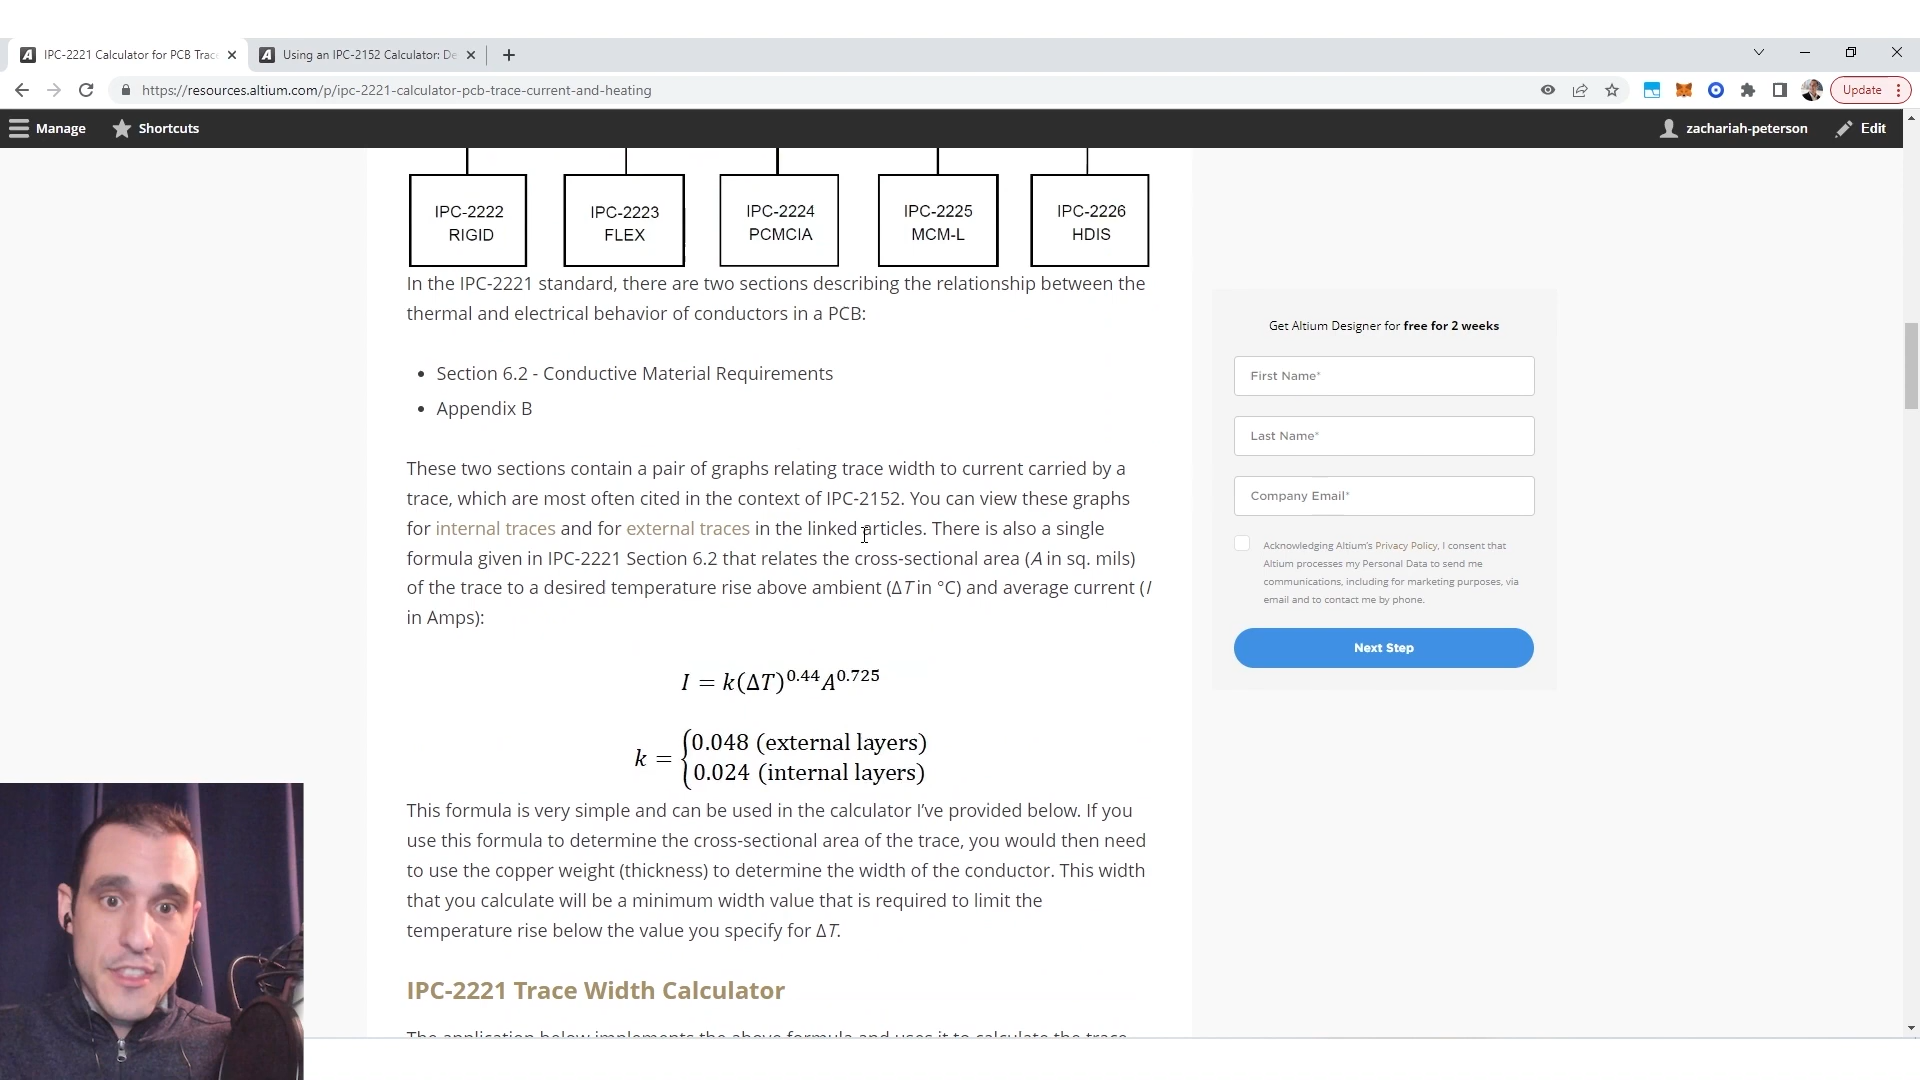 IPC-2221 Calculator for PCB Trac
Using an IPC-2152 Calculator: De
https://resources.altium.com/p/ipc-2221-calculator-pcb-trace-current-and-heating
Update
Manage
Shortcuts
zachariah-peterson
Edit
IPC-2222
RIGID
IPC-2223
FLEX
IPC-2224
PCMCIA
IPC-2225
MCM-L
IPC-2226
HDIS
In the IPC-2221 standard, there are two sections describing the relationship between the
thermal and electrical behavior of conductors in a PCB:
• Section 6.2 - Conductive Material Requirements
• Appendix B
These two sections contain a pair of graphs relating trace width to current carried by a
trace, which are most often cited in the context of IPC-2152. You can view these graphs
for internal traces and for external traces in the linked articles. There is also a single
formula given in IPC-2221 Section 6.2 that relates the cross-sectional area (A in sq. mils)
of the trace to a desired temperature rise above ambient (ΔT in °C) and average current (I
in Amps):
I = k(ΔT)^0.44 A^0.725
k = {0.048 (external layers)
0.024 (internal layers)
This formula is very simple and can be used in the calculator I've provided below. If you
use this formula to determine the cross-sectional area of the trace, you would then need
to use the copper weight (thickness) to determine the width of the conductor. This width
that you calculate will be a minimum width value that is required to limit the
temperature rise below the value you specify for ΔT.
IPC-2221 Trace Width Calculator
The application below implements the above formula and uses it to calculate the trace
Get Altium Designer for free for 2 weeks
First Name*
Last Name*
Company Email*
Acknowledging Altium's Privacy Policy, I consent that
Altium processes my Personal Data to send me
communications, including for marketing purposes, via
email and to contact me by phone.
Next Step